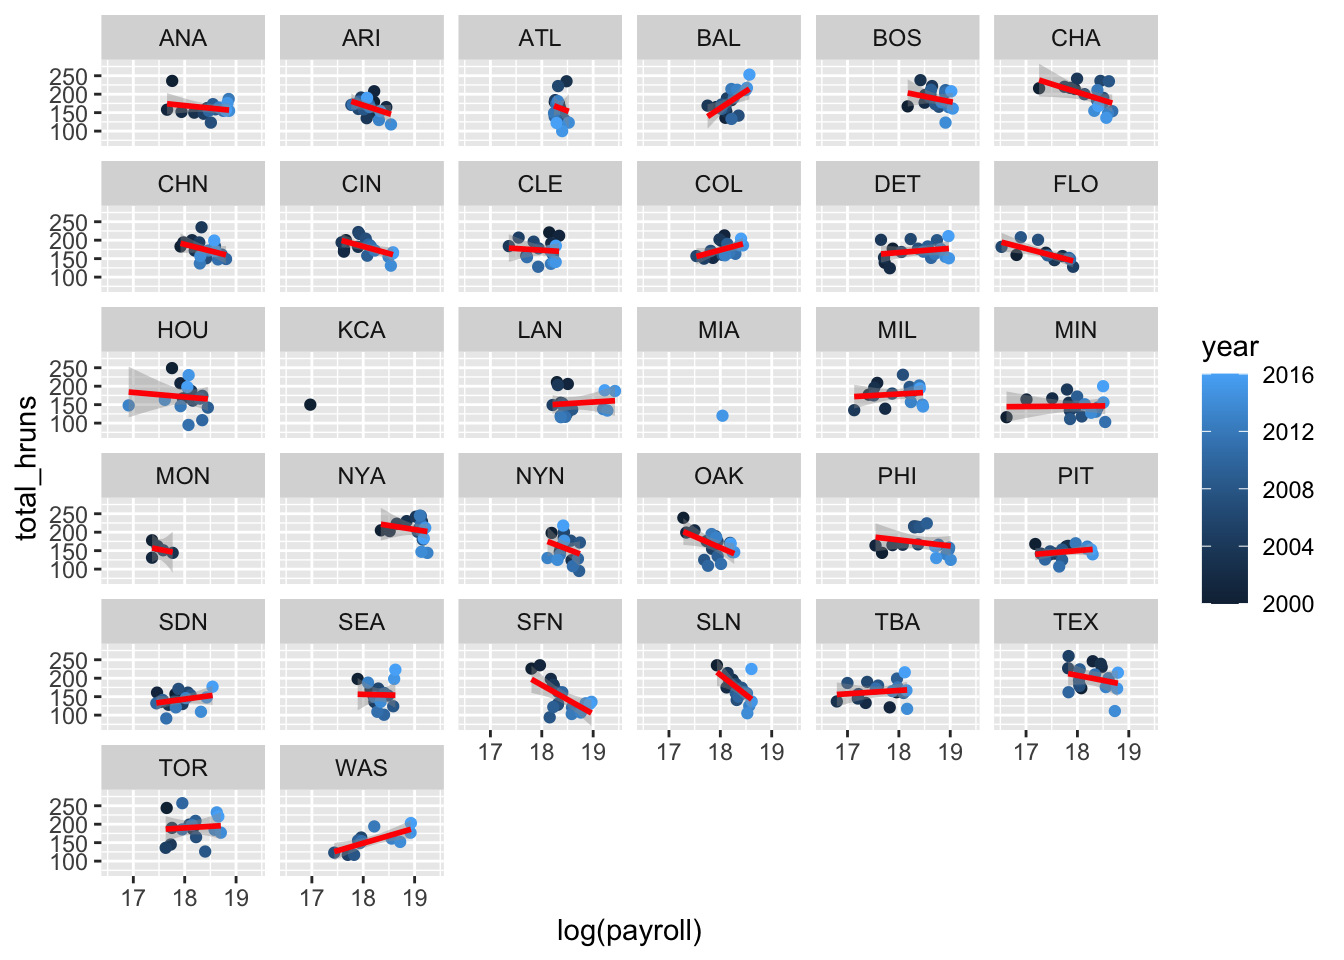 ANA ARI ATL BAL BOS CHA
250
200
150
100
CHN CIN CLE COL DET FLO
250
200
150
100
HOU KCA LAN MIA MIL MIN
250
200
150
100
MON NYA NYN OAK PHI PIT
250
200
150
100
SDN SEA SFN SLN TBA TEX
250
200
150
100
17 18 19 17 18 19 17 18 19 17 18 19
TOR WAS
250
200
150
100
17 18 19 17 18 19
log(payroll)
total_hruns
year
2016
2012
2008
2004
2000